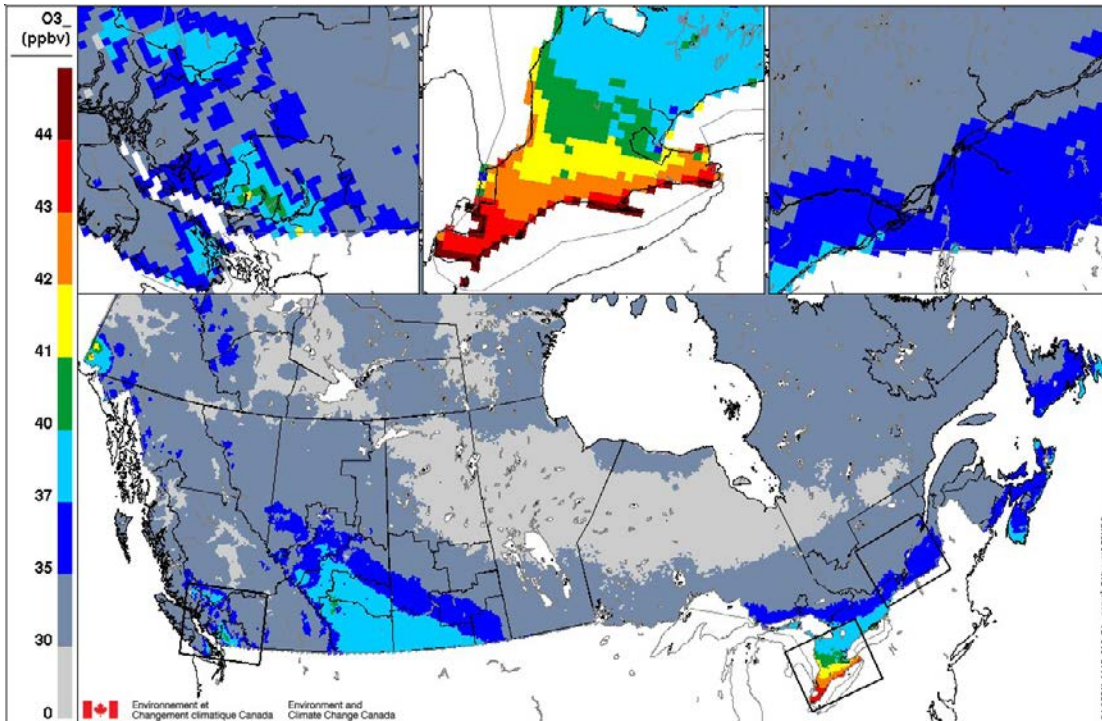 O3_
(ppbv)
44
43
42
41
40
37
35
30
0
Environnement et
Changement climatique Canada
Environment and
Climate Change Canada